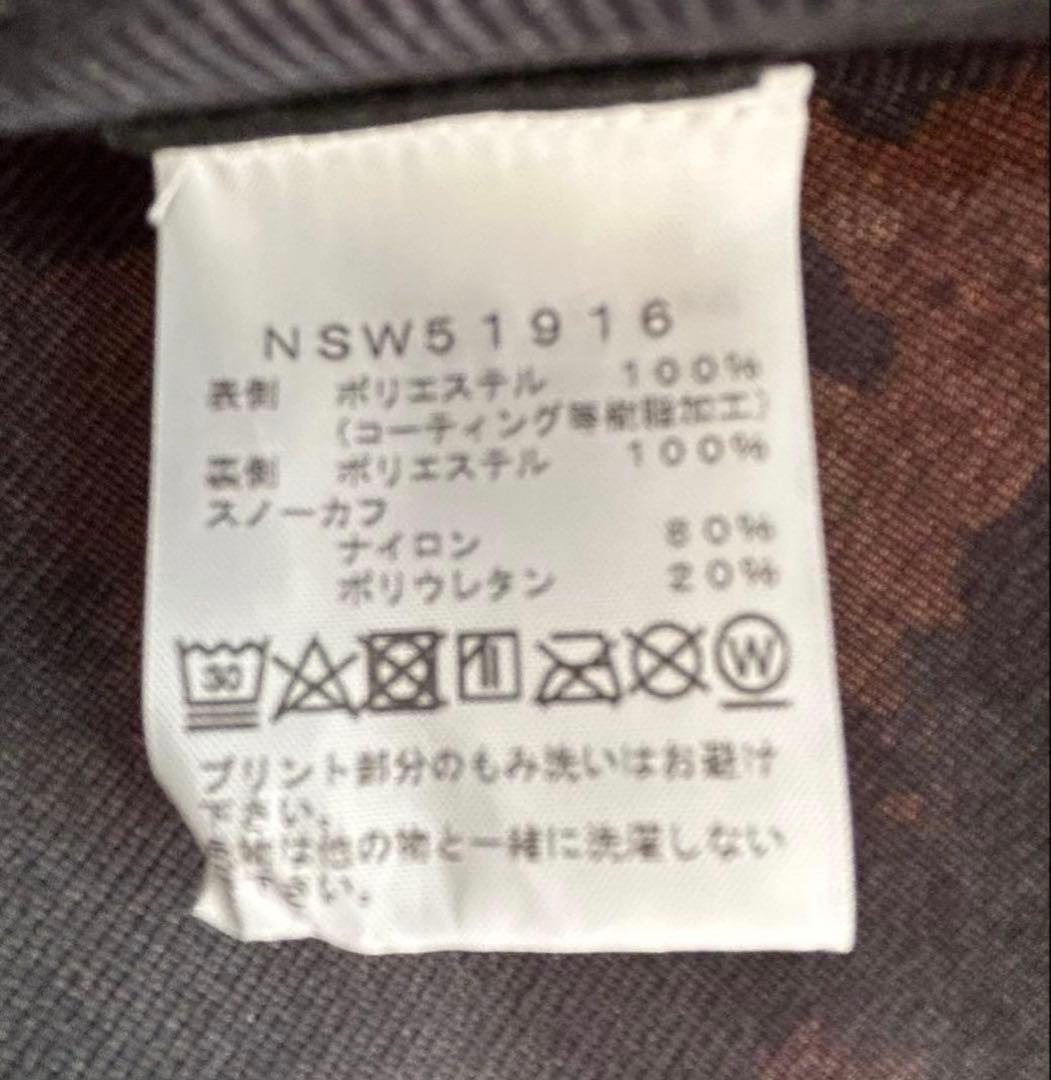 NSW51916
表側 ポリエステル 100%
(コーティング等樹脂加工)
裏側 ポリエステル 100%
スノーカフ
ナイロン 80%
ポリウレタン 20%
30
W
プリント部分のもみ洗いはお避け
下さい。
は他の物と一緒に洗濯しない
下さい。